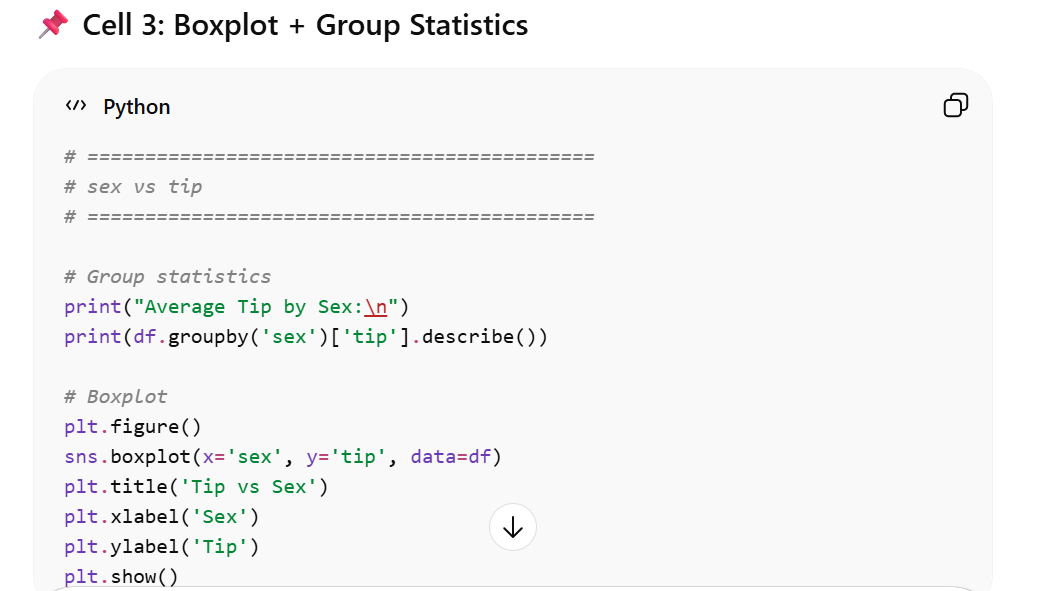 📌 Cell 3: Boxplot + Group Statistics
</> Python
# ============================================
# sex vs tip
# ============================================
# Group statistics
print("Average Tip by Sex:\n")
print(df.groupby('sex')['tip'].describe())
# Boxplot
plt.figure()
sns.boxplot(x='sex', y='tip', data=df)
plt.title('Tip vs Sex')
plt.xlabel('Sex')
plt.ylabel('Tip')
plt.show()